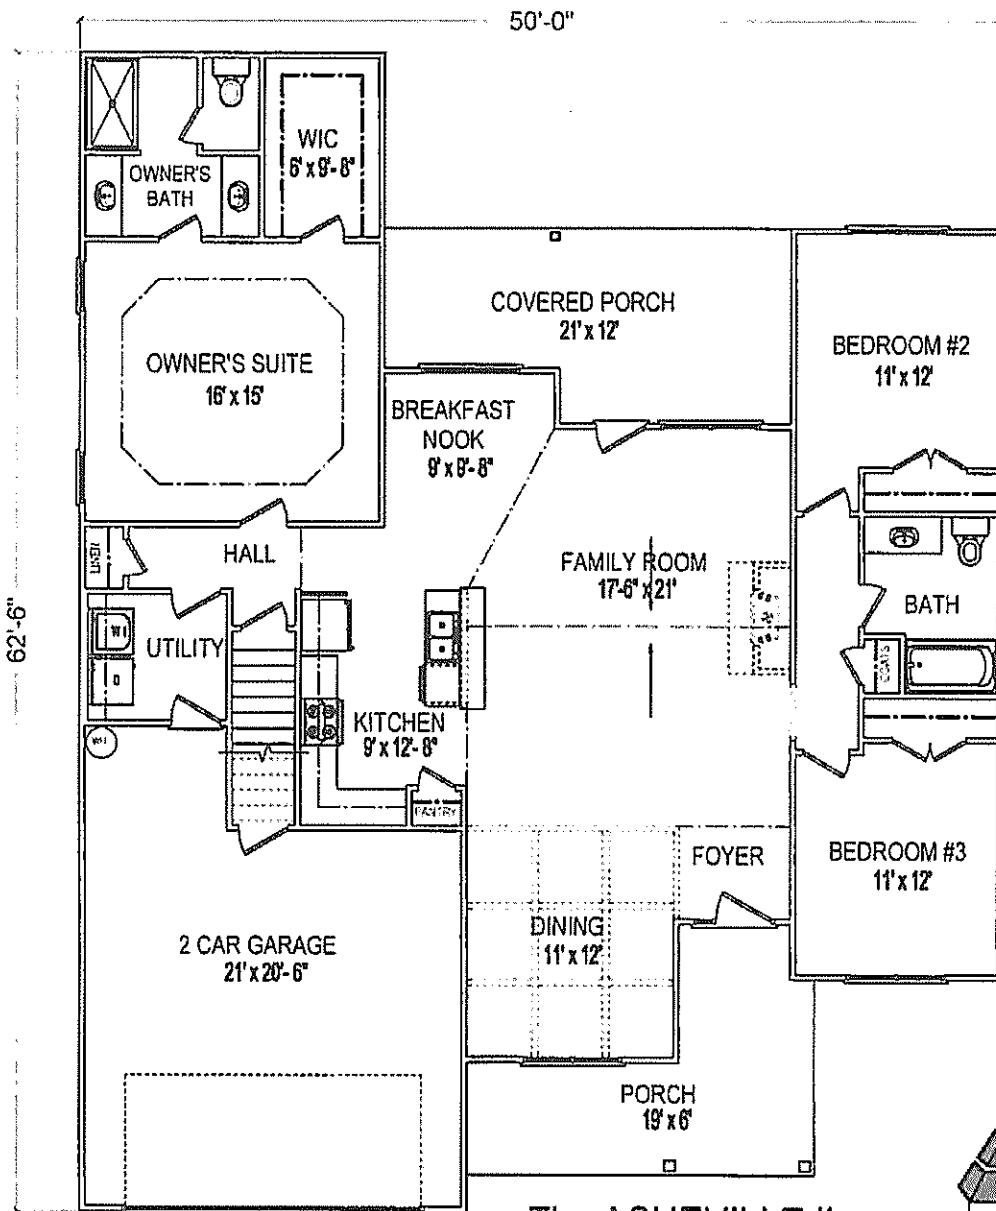 50'-0"
WIC
6' x 9'- 8"
OWNER'S
BATH
COVERED PORCH
21' x 12'
BEDROOM #2
11' x 12'
OWNER'S SUITE
16' x 15'
BREAKFAST
NOOK
9' x 9'- 8"
HALL
FAMILY ROOM
17'-6" x 21'
BATH
62'-6"
UTILITY
COATS
KITCHEN
9' x 12'- 8"
PANTRY
FOYER
BEDROOM #3
11' x 12'
DINING
11' x 12'
2 CAR GARAGE
21' x 20'- 6"
PORCH
19' x 6'